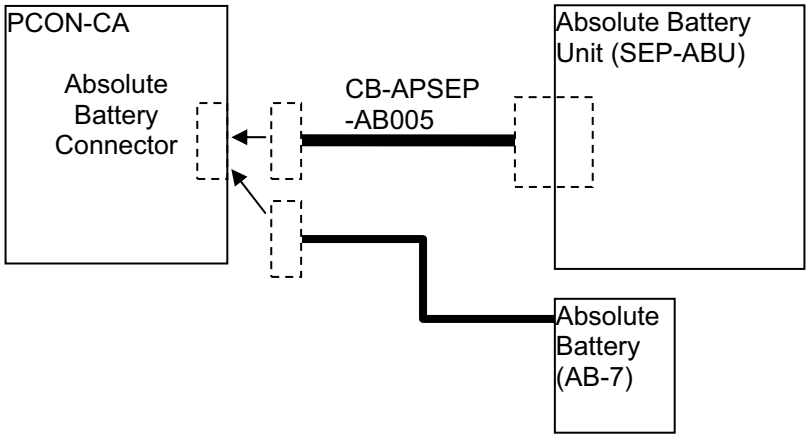 PCON-CA
Absolute
Battery
Connector
CB-APSEP
-AB005
Absolute Battery
Unit (SEP-ABU)
Absolute
Battery
(AB-7)